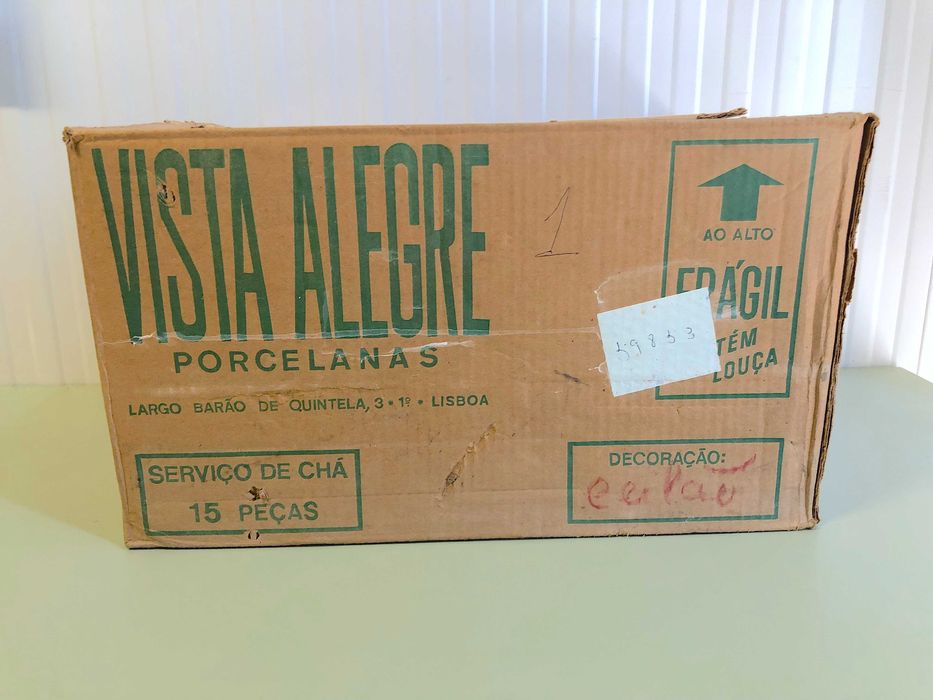 VISTA ALEGRE
PORCELANAS
LARGO BARÃO DE QUINTELA, 3 • 1º • LISBOA
SERVIÇO DE CHÁ
15 PEÇAS
1
AO ALTO
FRÁGIL
TÉM
LOUÇA
59853
DECORAÇÃO: